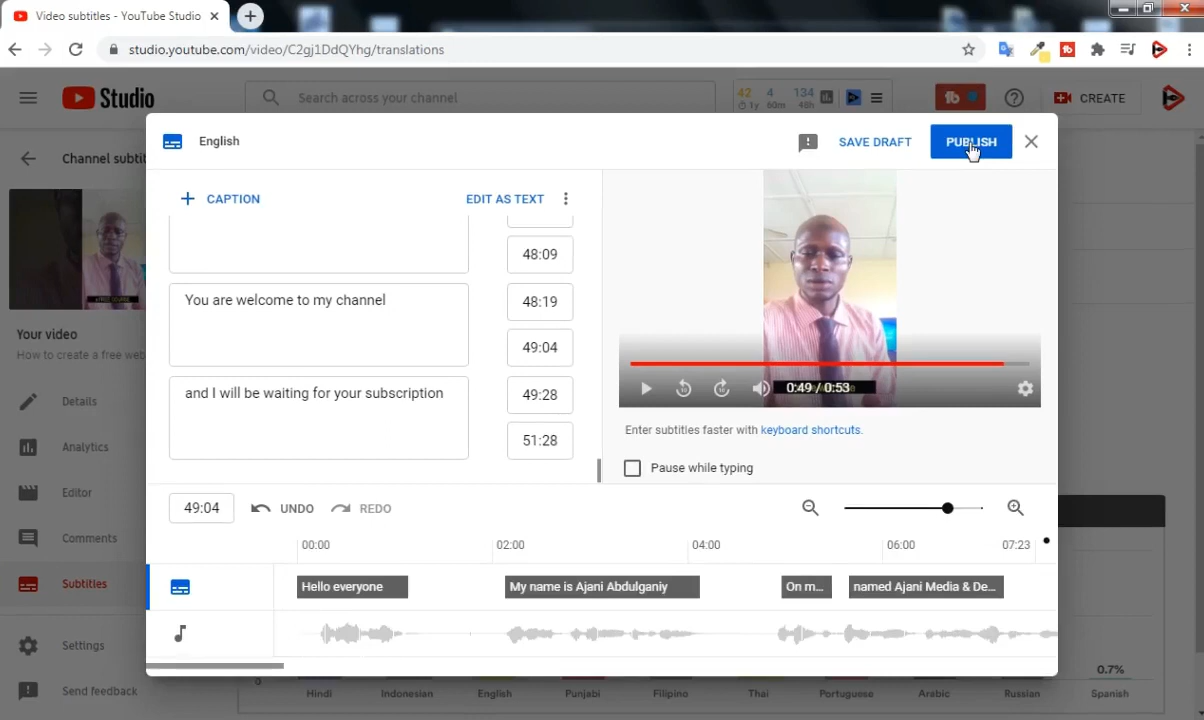 Video subtitles - YouTube Studio
studio.youtube.com/video/C2gj1DdQYhg/translations
Studio
Search across your channel
42 4 134
1y 60m 48h
CREATE
English
SAVE DRAFT
PUBLISH
Channel subtit
CAPTION
EDIT AS TEXT
48:09
You are welcome to my channel
48:19
49:04
and I will be waiting for your subscription
49:28
51:28
0:49 / 0:53
Enter subtitles faster with keyboard shortcuts.
Pause while typing
Your video
How to create a free web
Details
Analytics
Editor
Comments
Subtitles
Settings
Send feedback
49:04
UNDO
REDO
00:00
02:00
04:00
06:00
07:23
Hello everyone
My name is Ajani Abdulganiy
On m...
named Ajani Media & De...
0.7%
0
Hindi
Indonesian
English
Punjabi
Filipino
Thai
Portuguese
Arabic
Russian
Spanish